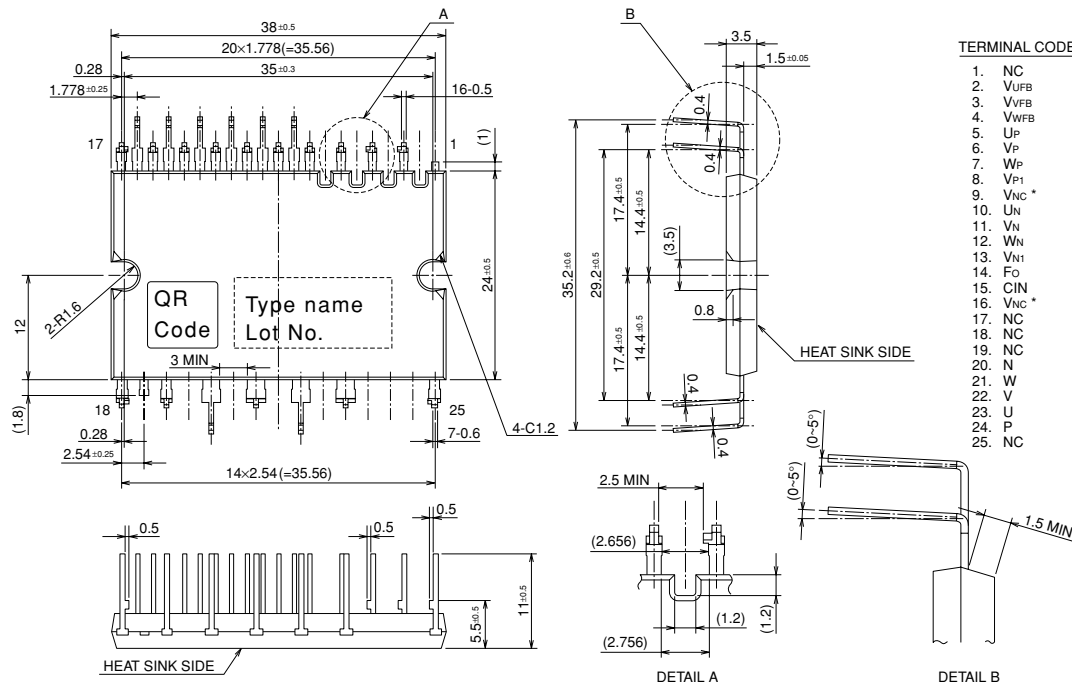 A
38±0.5
20×1.778(=35.56)
0.28
35±0.3
1.778±0.25
16-0.5
17
1
(1)
24±0.5
12
2-R1.6
QR
Code
Type name
Lot No.
3 MIN
(1.8)
18
25
0.28
2.54±0.25
4-C1.2
7-0.6
14×2.54(=35.56)
0.5
0.5
0.5
11±0.5
5.5±0.5
HEAT SINK SIDE
B
3.5
1.5±0.05
0.4
0.4
35.2±0.6
29.2±0.5
17.4±0.5
14.4±0.5
17.4±0.5
14.4±0.5
(3.5)
0.8
HEAT SINK SIDE
0.4
0.4
2.5 MIN
(2.656)
(1.2)
(1.2)
(2.756)
DETAIL A
(0~5°)
(0~5°)
1.5 MIN
DETAIL B
TERMINAL CODE
1. NC
2. VUFB
3. VVFB
4. VWFB
5. UP
6. VP
7. WP
8. VP1
9. VNC *
10. UN
11. VN
12. WN
13. VN1
14. FO
15. CIN
16. VNC *
17. NC
18. NC
19. NC
20. N
21. W
22. V
23. U
24. P
25. NC